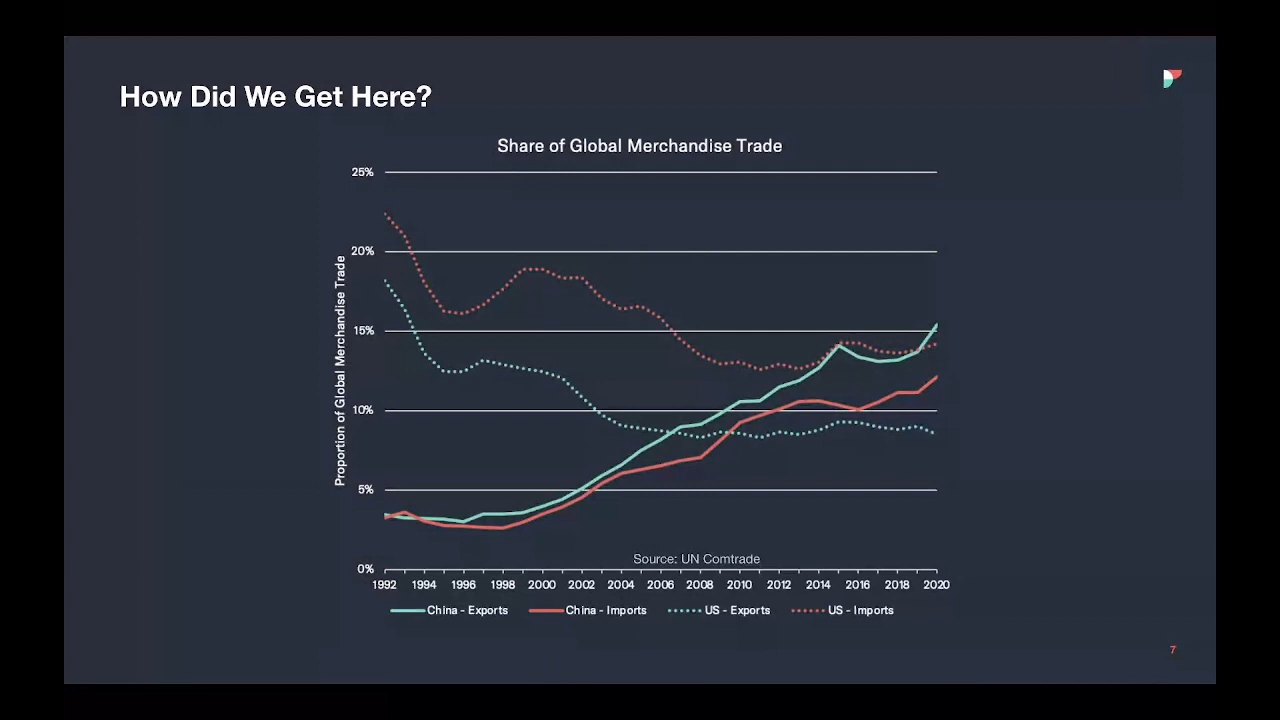 How Did We Get Here?
Share of Global Merchandise Trade
Proportion of Global Merchandise Trade
25%
20%
15%
10%
5%
0%
Source: UN Comtrade
1992 1994 1996 1998 2000 2002 2004 2006 2008 2010 2012 2014 2016 2018 2020
China - Exports China - Imports US - Exports US - Imports
7